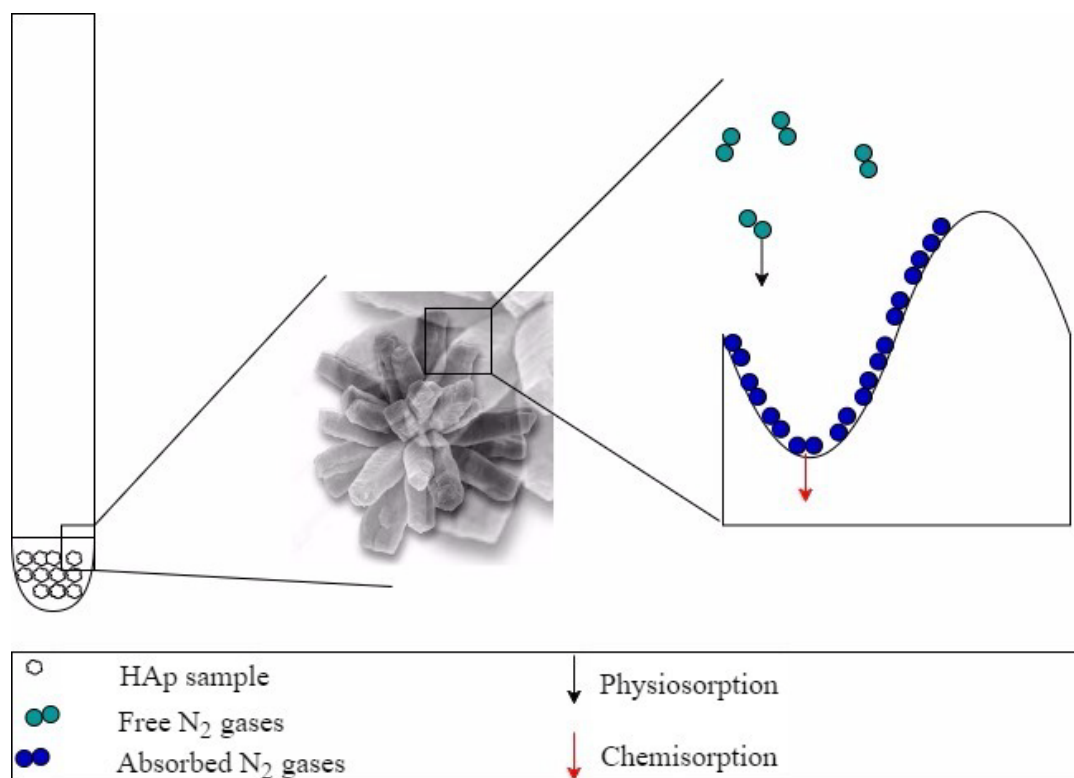 HAp sample
Free N₂ gases
Absorbed N₂ gases
Physiosorption
Chemisorption